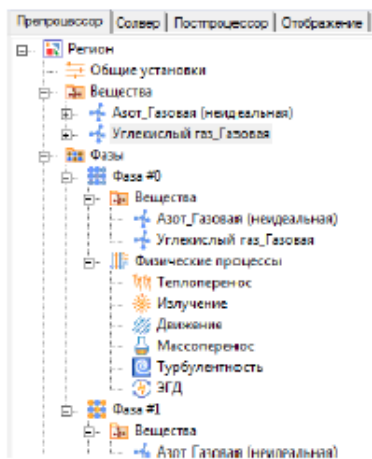 Препроцессор Солвер Постпроцессор Отображение
Регион
Общие установки
Вещества
Азот_Газовая (неидеальная)
Углекислый газ_Газовая
Фазы
Фаза #0
Вещества
Азот_Газовая (неидеальная)
Углекислый газ_Газовая
Физические процессы
Теплоперенос
Излучение
Движение
Массоперенос
Турбулентность
ЭГД
Фаза #1
Вещества
Азот_Газовая (неидеальная)